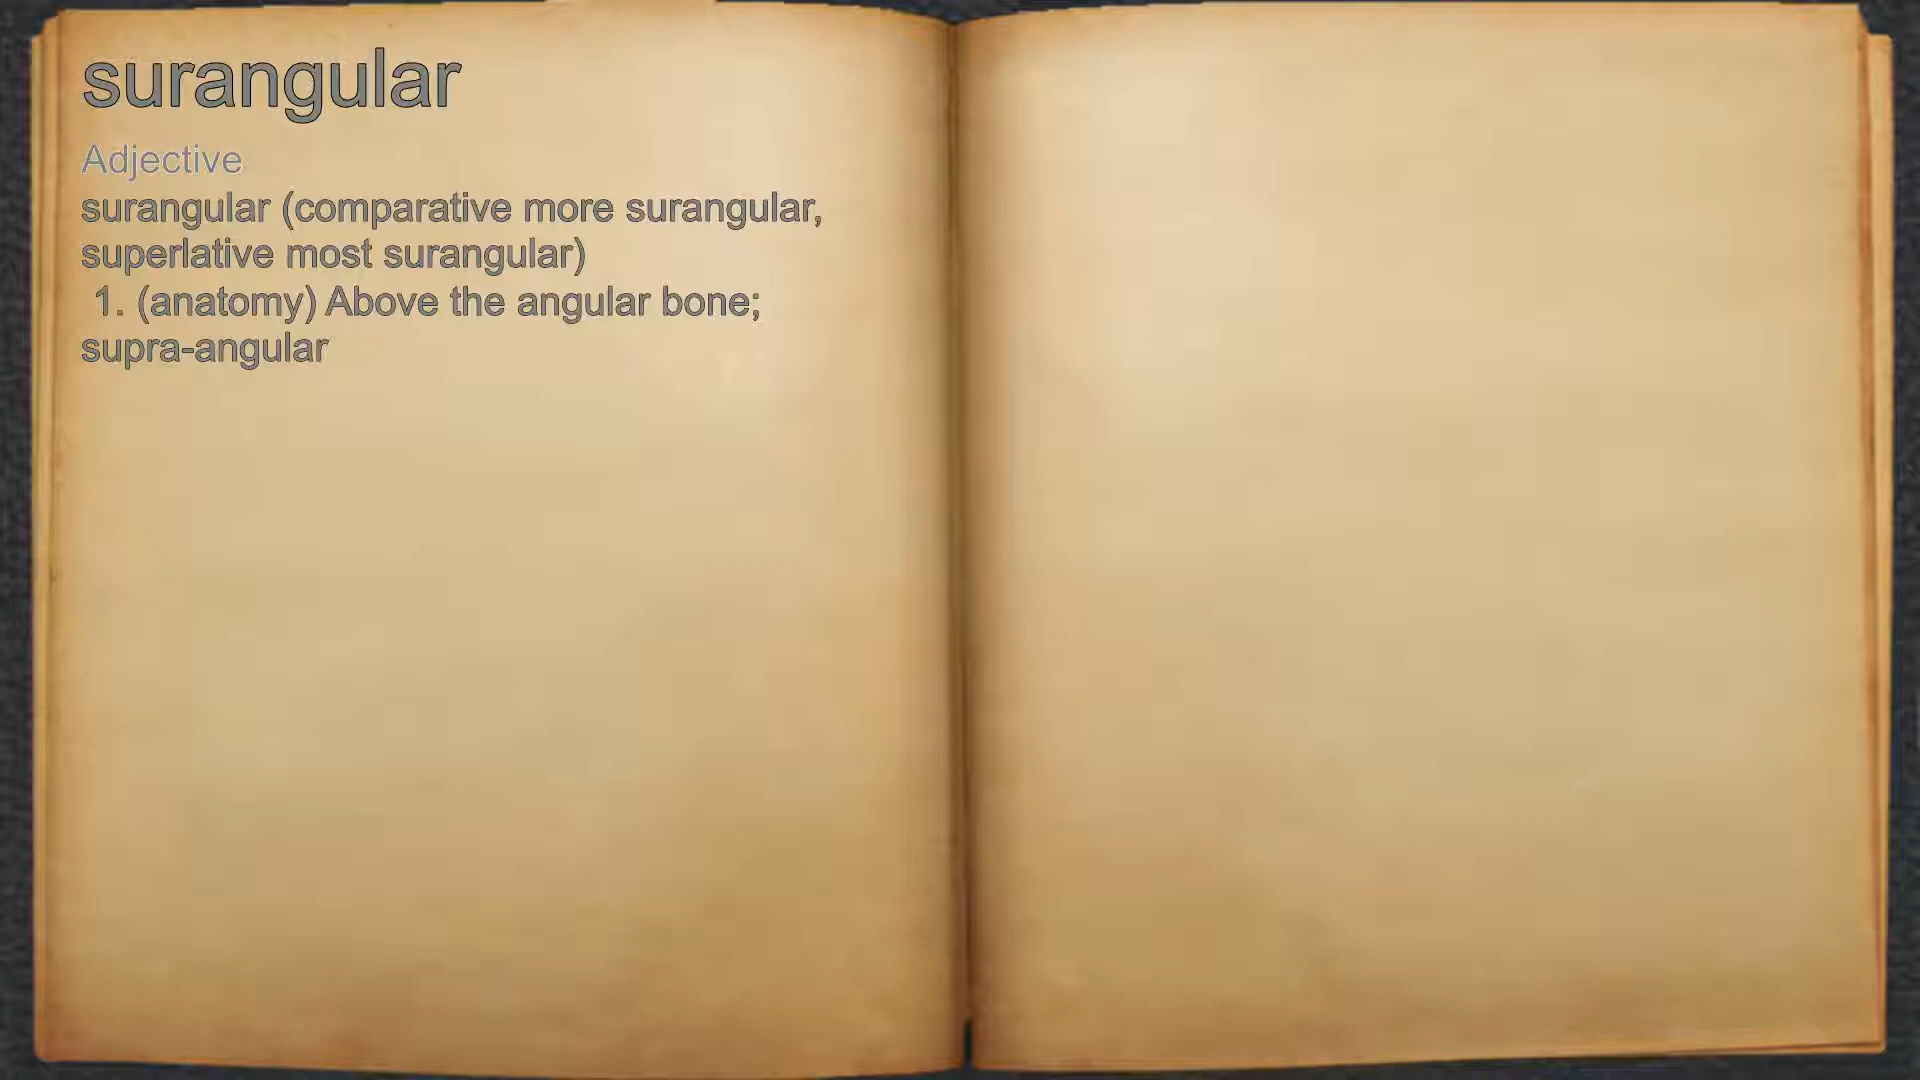 surangular
Adjective
surangular (comparative more surangular,
superlative most surangular)
1. (anatomy) Above the angular bone;
supra-angular